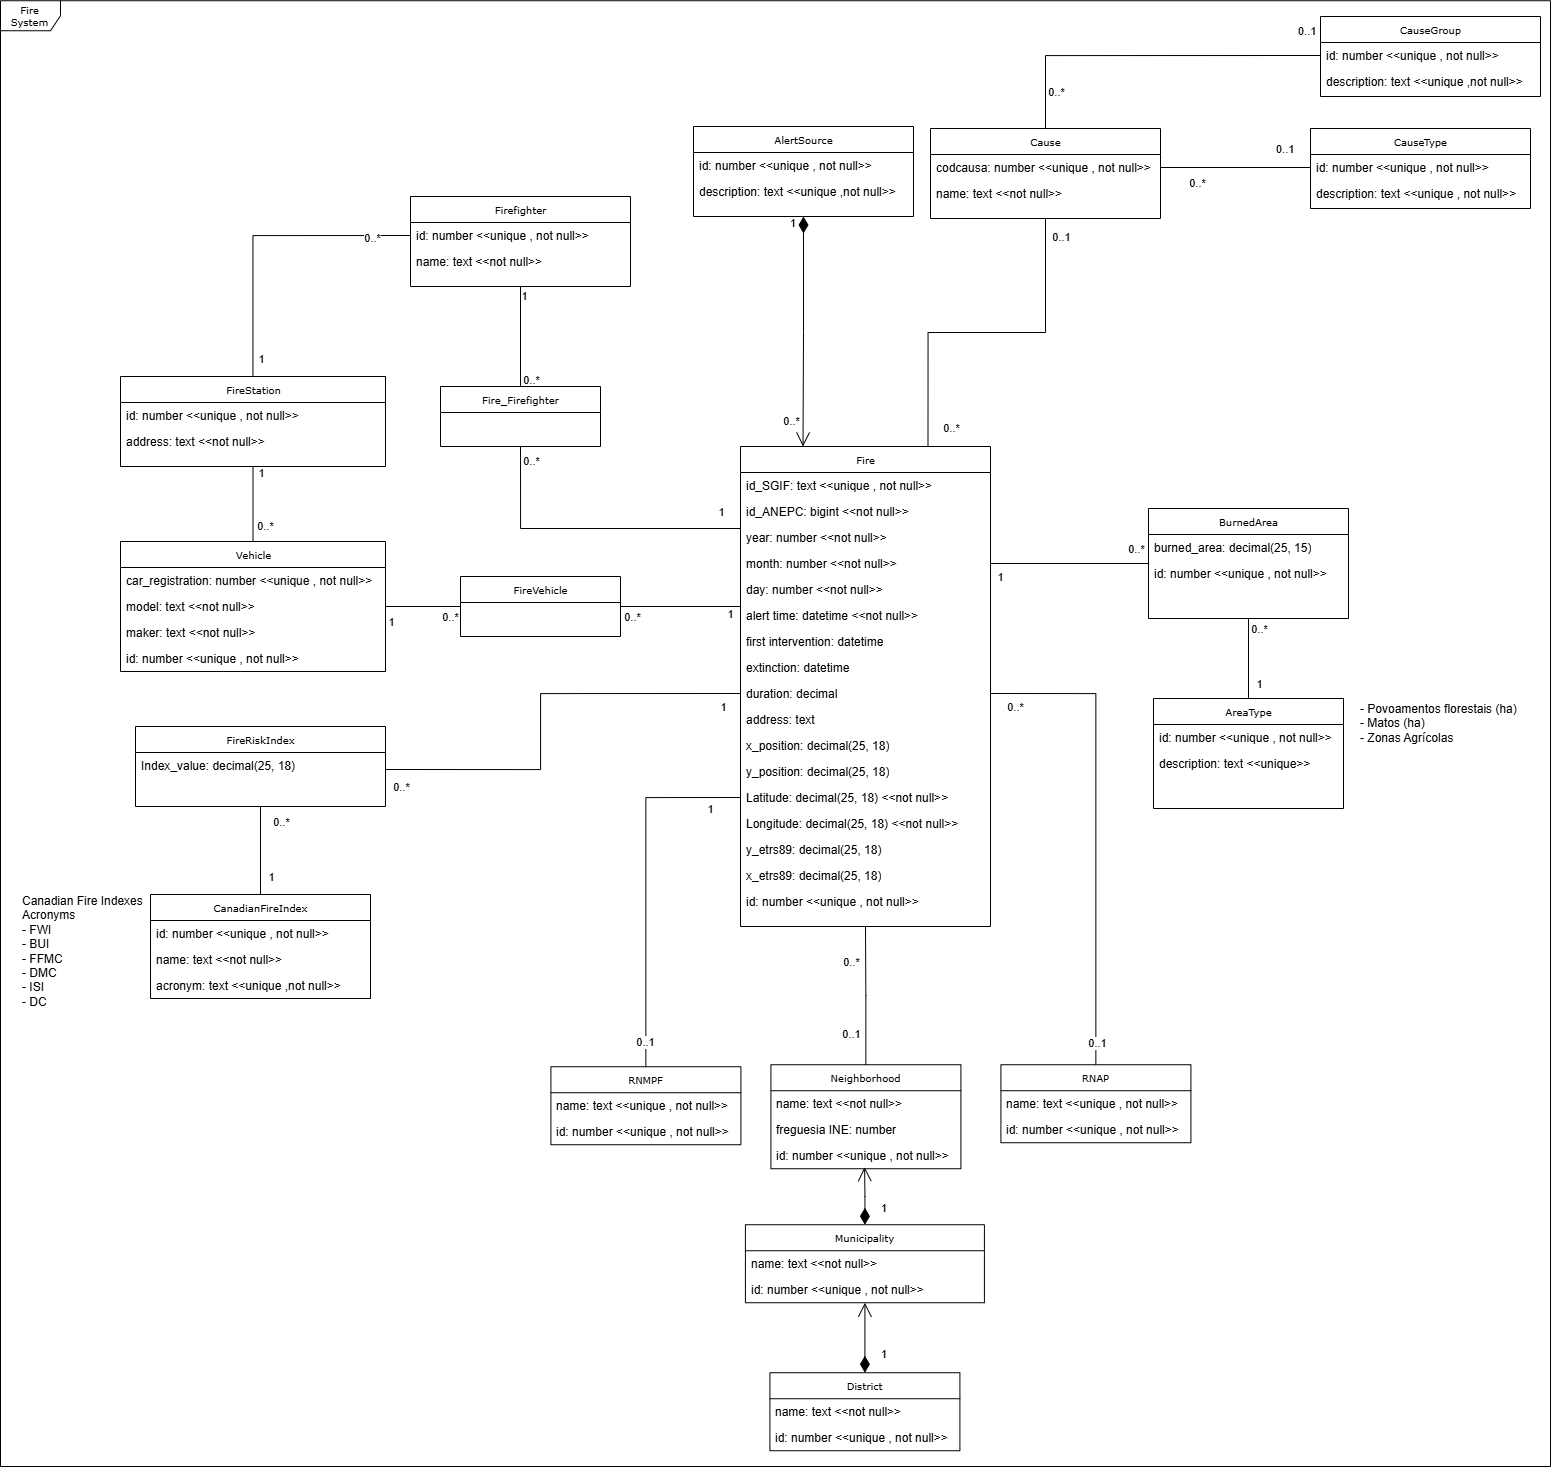 Fire
System
0..1
CauseGroup
id: number <<unique , not null>>
description: text <<unique ,not null>>
0..*
AlertSource
id: number <<unique , not null>>
description: text <<unique ,not null>>
1
Cause
codcausa: number <<unique , not null>>
name: text <<not null>>
0..1
0..1
0..*
CauseType
id: number <<unique , not null>>
description: text <<unique , not null>>
Firefighter
id: number <<unique , not null>>
name: text <<not null>>
0..*
1
1
0..*
FireStation
id: number <<unique , not null>>
address: text <<not null>>
1
Fire_Firefighter
0..*
0..*
0..*
0..*
1
Vehicle
car_registration: number <<unique , not null>>
model: text <<not null>>
maker: text <<not null>>
id: number <<unique , not null>>
1
0..*
FireVehicle
0..*
1
Fire
id_SGIF: text <<unique , not null>>
id_ANEPC: bigint <<not null>>
year: number <<not null>>
month: number <<not null>>
day: number <<not null>>
alert time: datetime <<not null>>
first intervention: datetime
extinction: datetime
duration: decimal
address: text
x_position: decimal(25, 18)
y_position: decimal(25, 18)
Latitude: decimal(25, 18) <<not null>>
Longitude: decimal(25, 18) <<not null>>
y_etrs89: decimal(25, 18)
x_etrs89: decimal(25, 18)
id: number <<unique , not null>>
0..*
1
BurnedArea
burned_area: decimal(25, 15)
id: number <<unique , not null>>
0..*
1
AreaType
id: number <<unique , not null>>
description: text <<unique>>
- Povoamentos florestais (ha)
- Matos (ha)
- Zonas Agrícolas
1
0..*
FireRiskIndex
Index_value: decimal(25, 18)
0..*
0..*
1
1
Canadian Fire Indexes
Acronyms
- FWI
- BUI
- FFMC
- DMC
- ISI
- DC
CanadianFireIndex
id: number <<unique , not null>>
name: text <<not null>>
acronym: text <<unique ,not null>>
0..*
0..1
0..1
0..1
RNMPF
name: text <<unique , not null>>
id: number <<unique , not null>>
Neighborhood
name: text <<not null>>
freguesia INE: number
id: number <<unique , not null>>
RNAP
name: text <<unique , not null>>
id: number <<unique , not null>>
1
Municipality
name: text <<not null>>
id: number <<unique , not null>>
1
District
name: text <<not null>>
id: number <<unique , not null>>